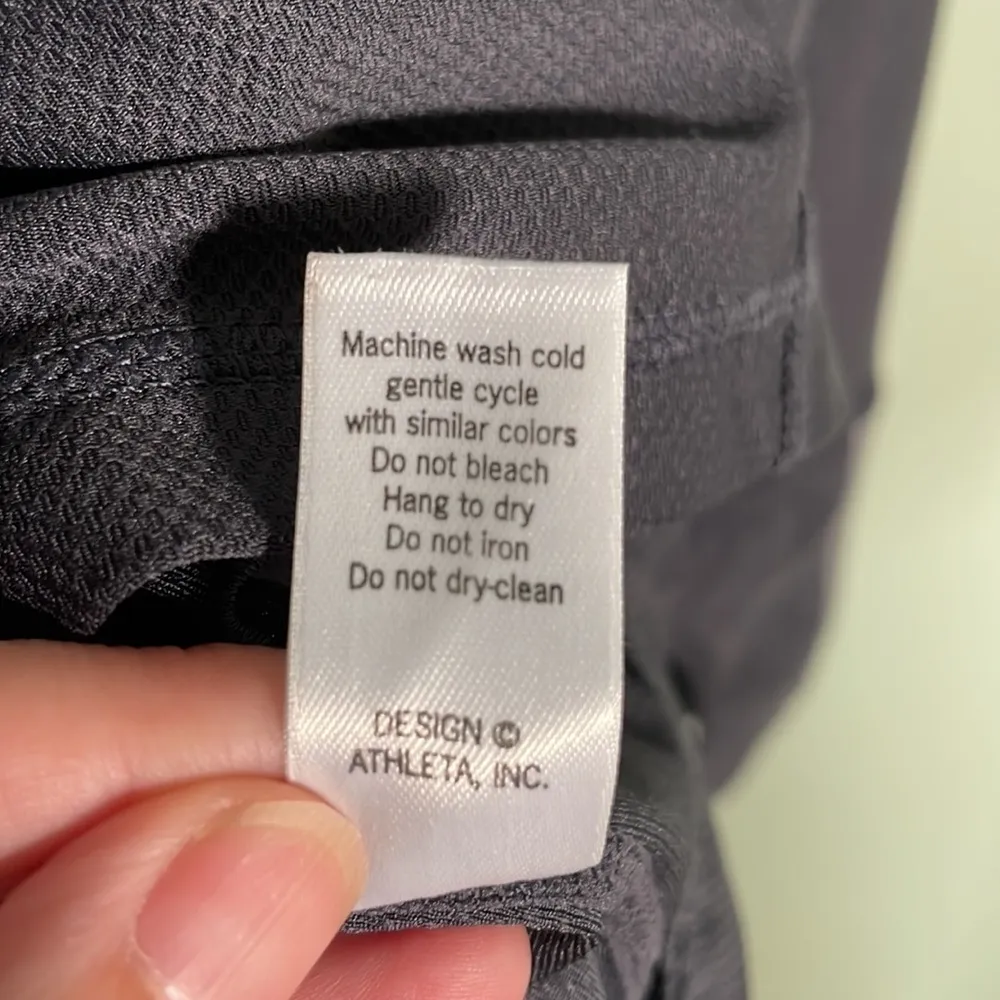 Machine wash cold
gentle cycle
with similar colors
Do not bleach
Hang to dry
Do not iron
Do not dry-clean
DESIGN ©
ATHLETA, INC.